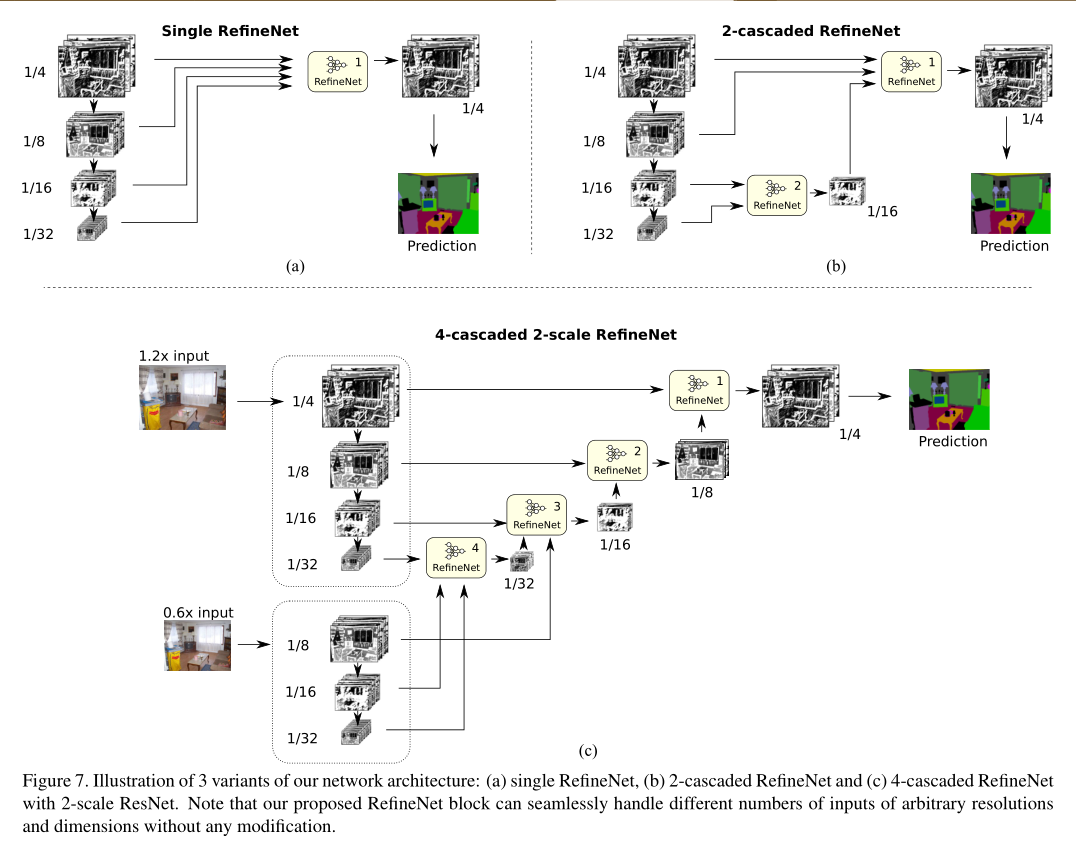 Single RefineNet
1/4
1
RefineNet
1/4
1/8
1/16
1/32
Prediction
(a)
2-cascaded RefineNet
1/4
1
RefineNet
1/4
1/8
1/16
2
RefineNet
1/16
1/32
Prediction
(b)
4-cascaded 2-scale RefineNet
1.2x input
1/4
1
RefineNet
1/4
Prediction
1/8
2
RefineNet
1/8
1/16
3
RefineNet
1/16
1/32
4
RefineNet
1/32
0.6x input
1/8
1/16
1/32
(c)
Figure 7. Illustration of 3 variants of our network architecture: (a) single RefineNet, (b) 2-cascaded RefineNet and (c) 4-cascaded RefineNet
with 2-scale ResNet. Note that our proposed RefineNet block can seamlessly handle different numbers of inputs of arbitrary resolutions
and dimensions without any modification.